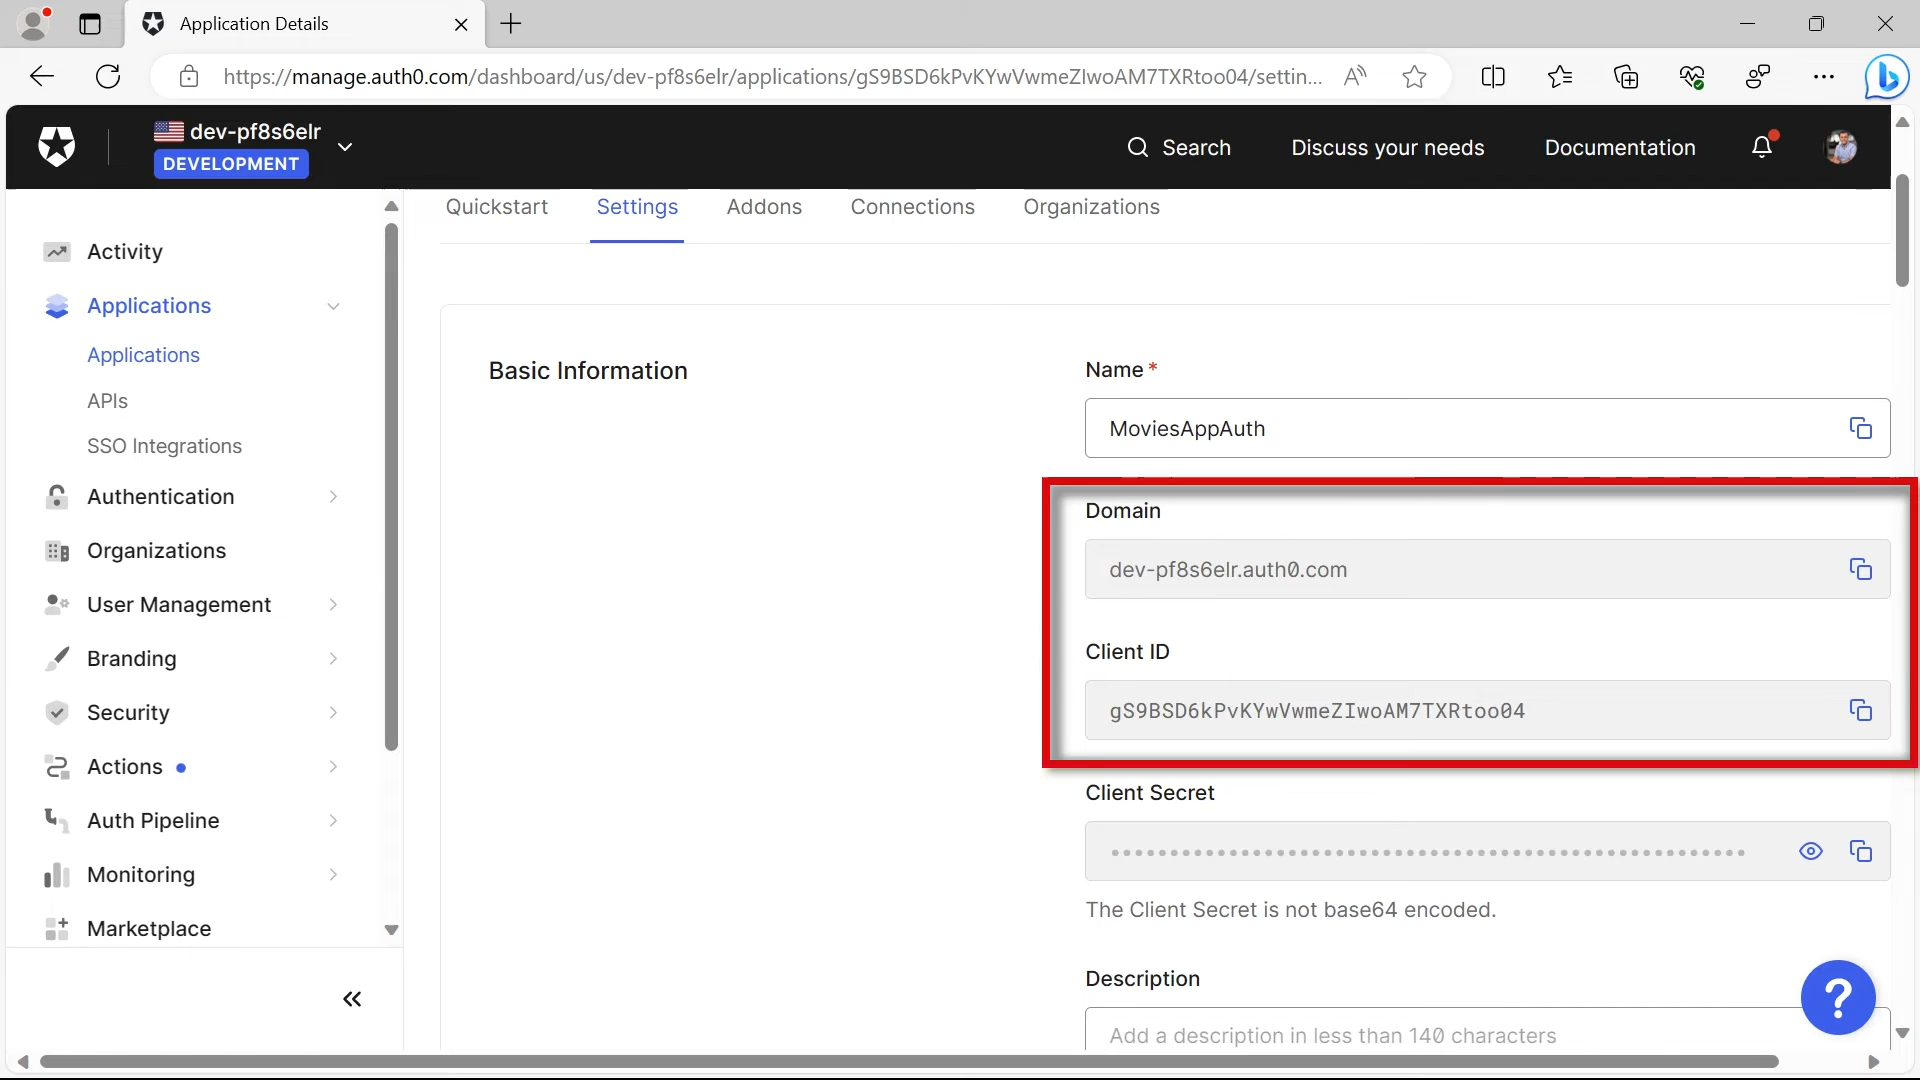 Application Details
https://manage.auth0.com/dashboard/us/dev-pf8s6elr/applications/gS9BSD6kPvKYwVwmeZIwoAM7TXRtoo04/settin...
dev-pf8s6elr
DEVELOPMENT
Search
Discuss your needs
Documentation
Quickstart
Settings
Addons
Connections
Organizations
Activity
Applications
Applications
APIs
SSO Integrations
Authentication
Organizations
User Management
Branding
Security
Actions
Auth Pipeline
Monitoring
Marketplace
Basic Information
Name *
MoviesAppAuth
Domain
dev-pf8s6elr.auth0.com
Client ID
gS9BSD6kPvKYwVwmeZIwoAM7TXRtoo04
Client Secret
The Client Secret is not base64 encoded.
Description
Add a description in less than 140 characters